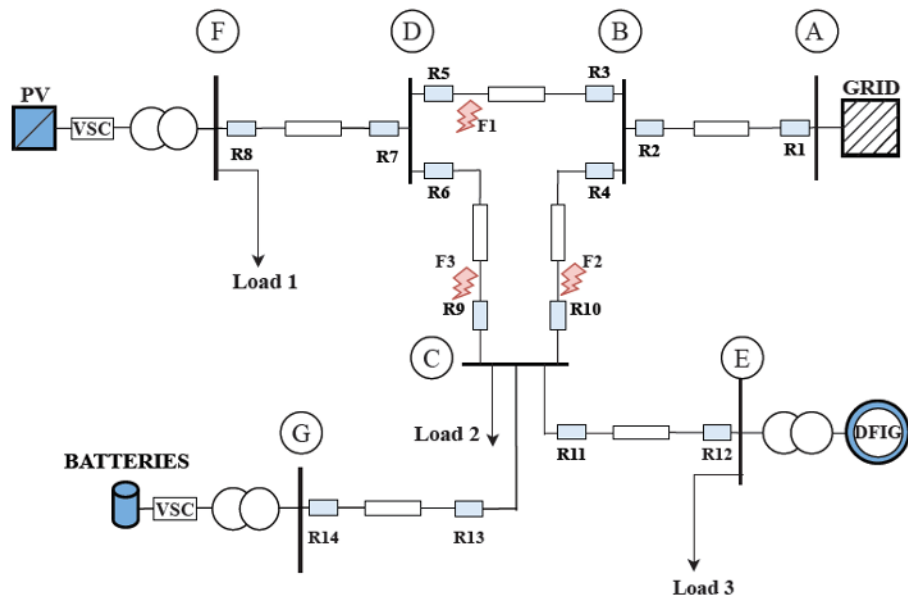 F
D
B
A
PV
VSC
R8
R7
R5
F1
R3
R2
R1
GRID
R6
R4
Load 1
F3
F2
R9
R10
C
E
Load 2
R11
R12
DFIG
G
BATTERIES
VSC
R14
R13
Load 3